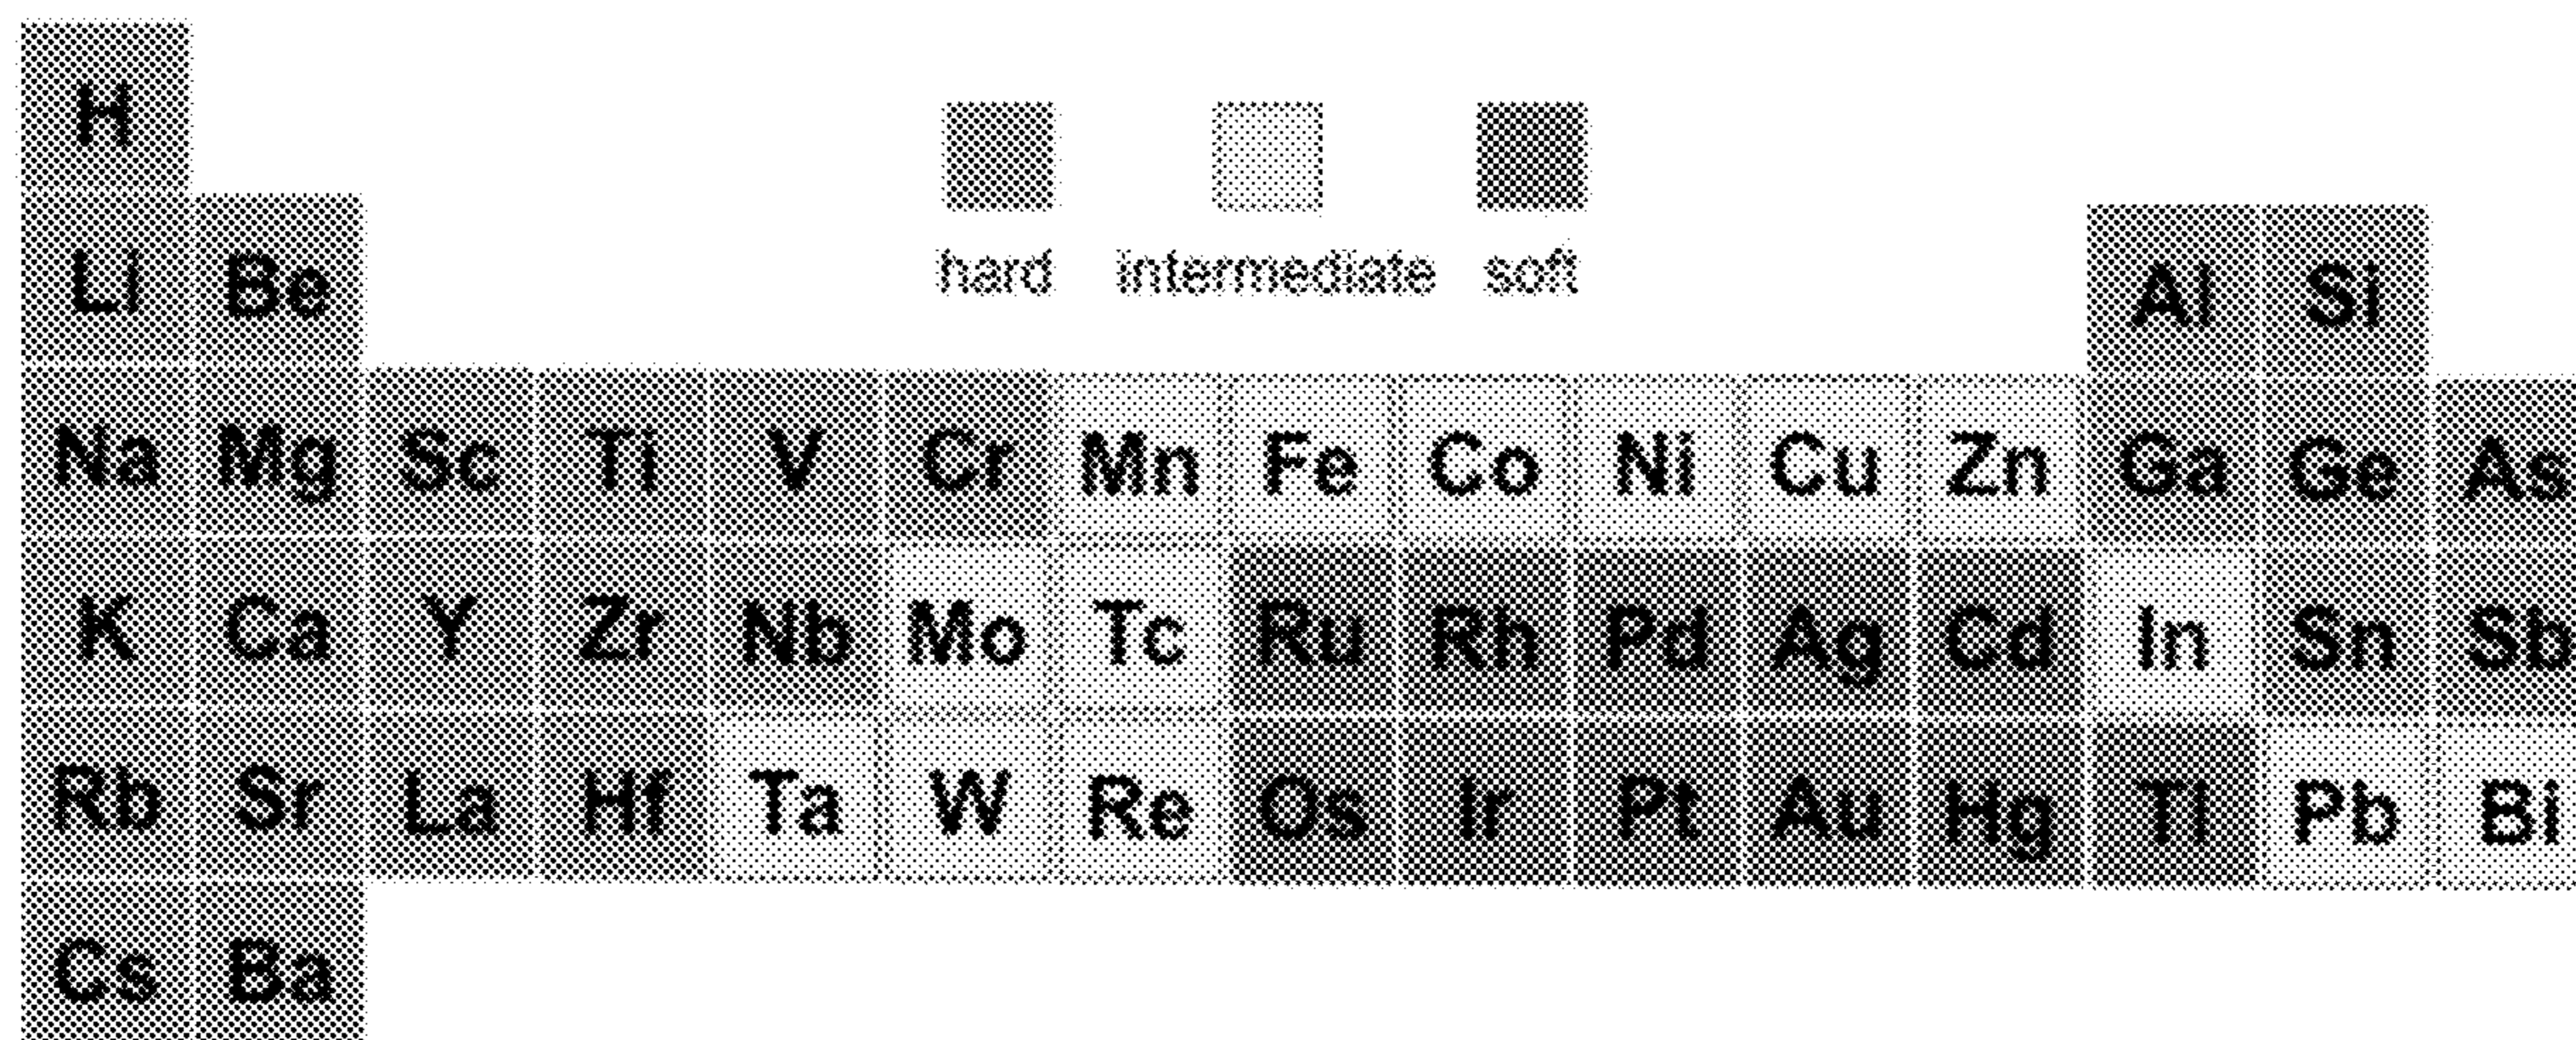 H
hard intermediate soft
Li Be Al Si
Na Mg Sc Ti V Cr Mn Fe Co Ni Cu Zn Ga Ge As
K Ca Y Zr Nb Mo Tc Ru Rh Pd Ag Cd In Sn Sb
Rb Sr La Hf Ta W Re Os Ir Pt Au Hg Tl Pb Bi
Cs Ba